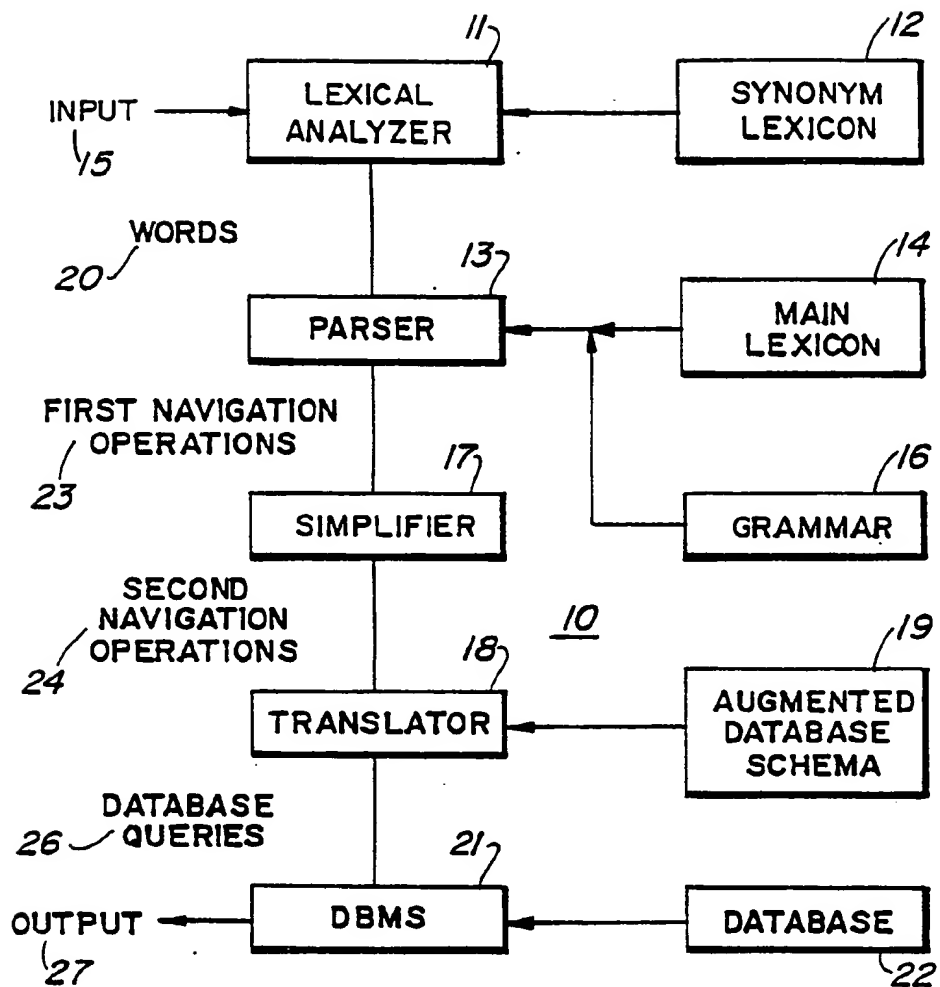 11
12
INPUT
15
LEXICAL
ANALYZER
SYNONYM
LEXICON
WORDS
20
13
14
PARSER
MAIN
LEXICON
FIRST NAVIGATION
OPERATIONS
23
17
16
SIMPLIFIER
GRAMMAR
SECOND
NAVIGATION
OPERATIONS
24
10
18
19
TRANSLATOR
AUGMENTED
DATABASE
SCHEMA
DATABASE
QUERIES
26
21
OUTPUT
27
DBMS
DATABASE
22